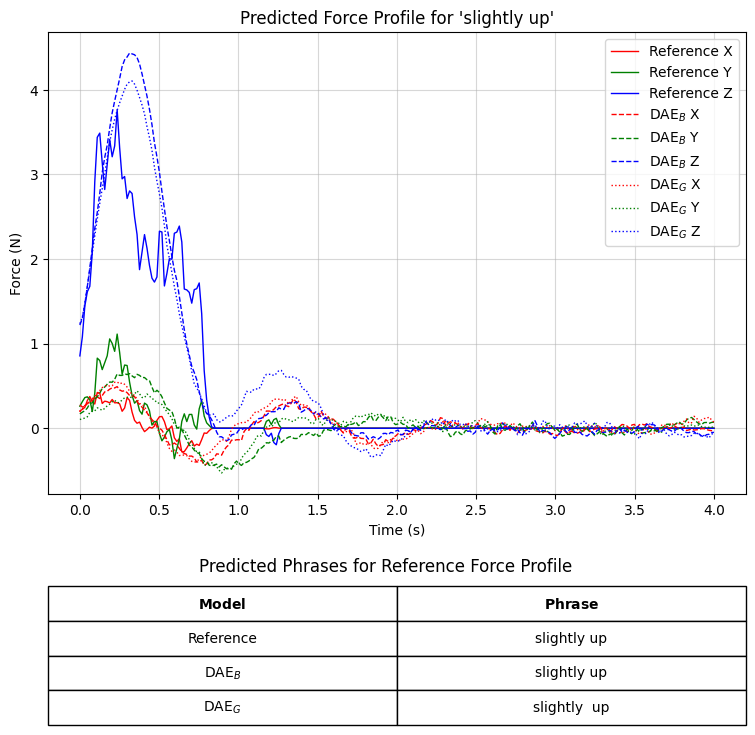 Predicted Force Profile for 'slightly up'
Reference X
Reference Y
Reference Z
DAE_B X
DAE_B Y
DAE_B Z
DAE_G X
DAE_G Y
DAE_G Z
Force (N)
4
3
2
1
0
0.0 0.5 1.0 1.5 2.0 2.5 3.0 3.5 4.0
Time (s)
Predicted Phrases for Reference Force Profile
Model Phrase
Reference slightly up
DAE_B slightly up
DAE_G slightly  up